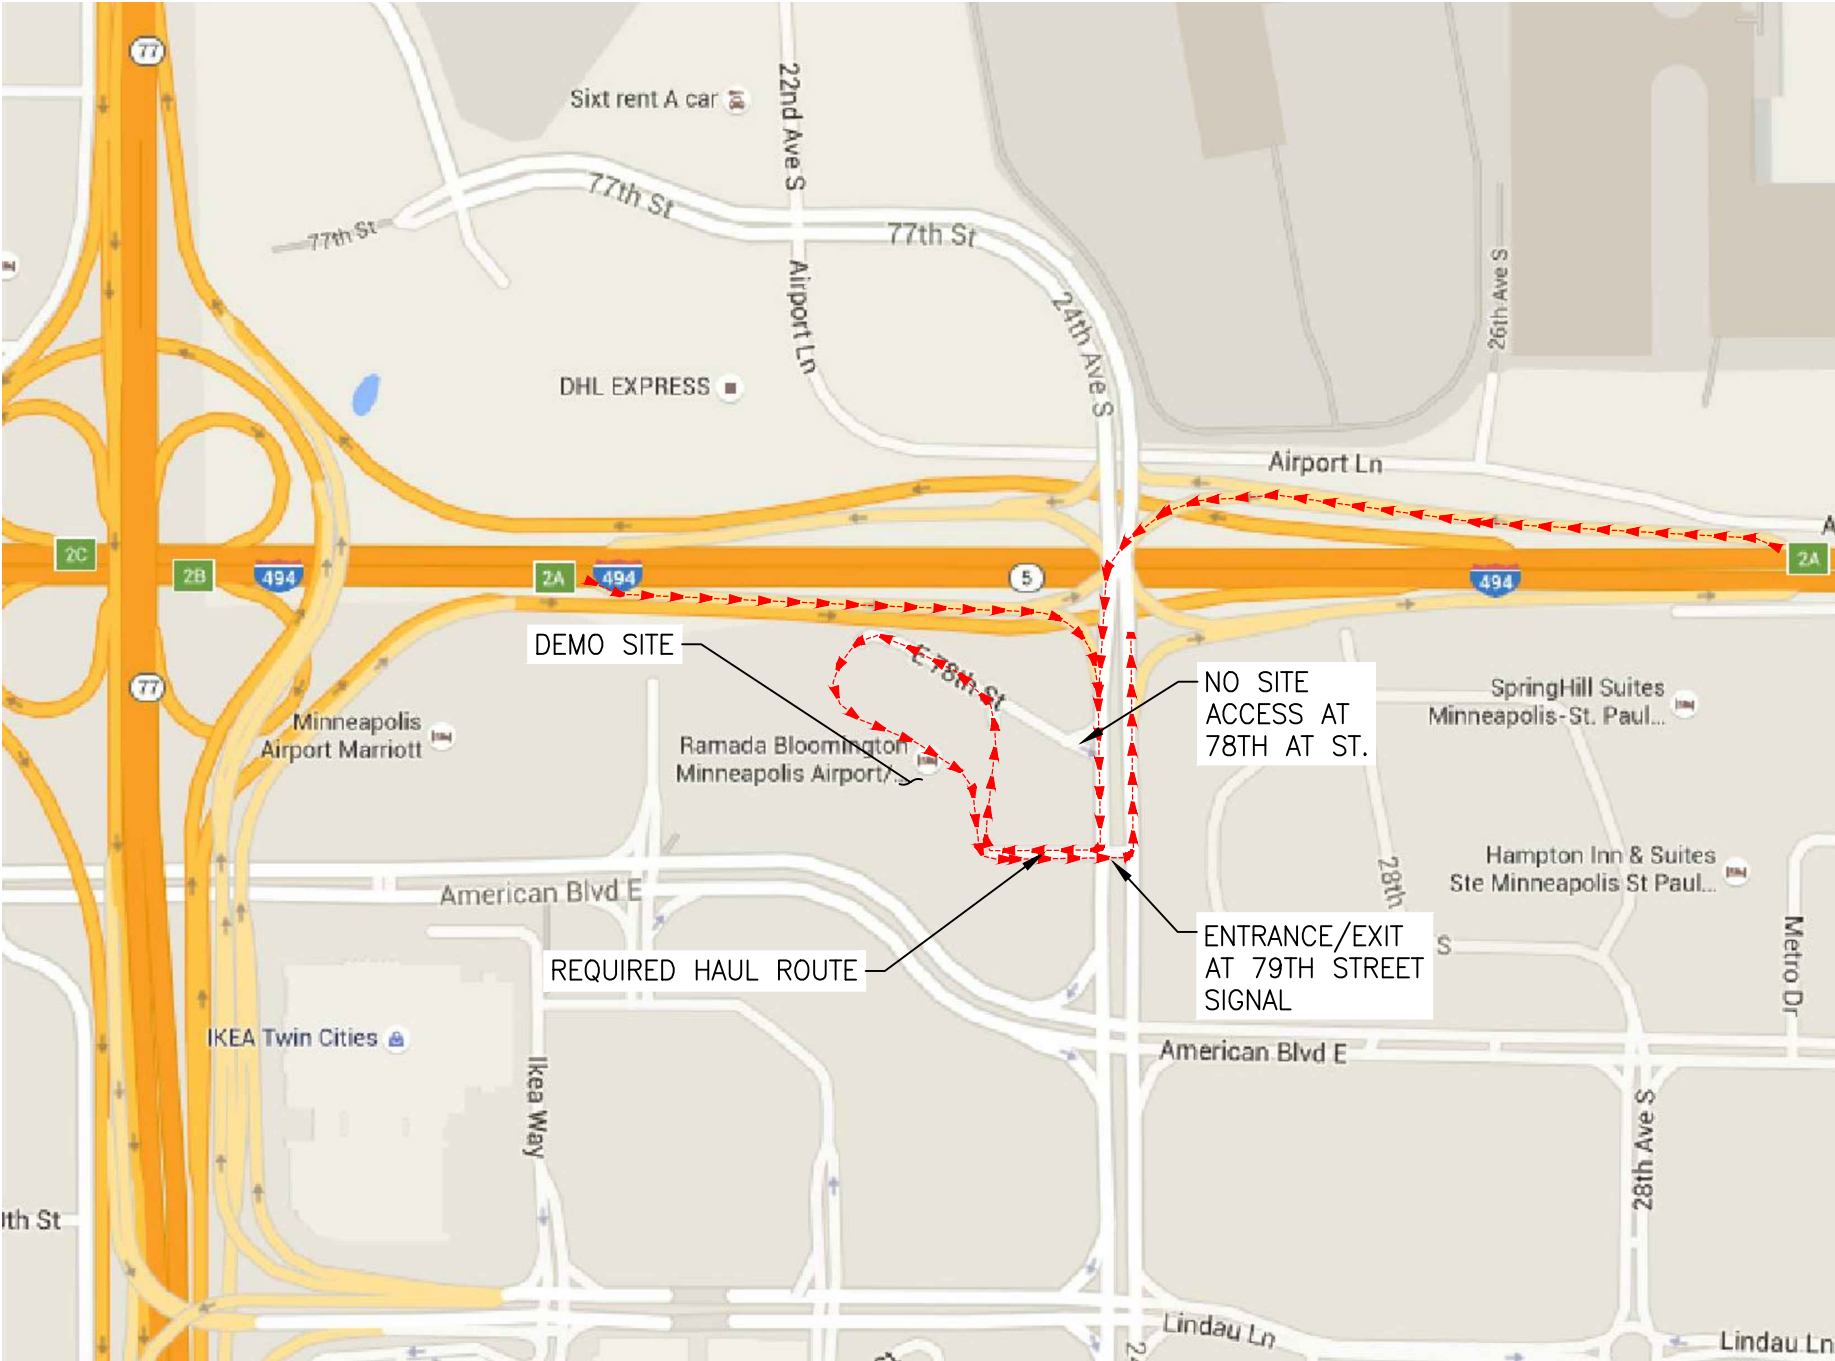 77
Sixt rent A car
22nd Ave S
77th St
77th St
77th St
24th Ave S
Airport Ln
26th Ave S
DHL EXPRESS
Airport Ln
2C
2B
494
2A
494
5
494
2A
DEMO SITE
E 78th St
NO SITE
ACCESS AT
78TH AT ST.
SpringHill Suites
Minneapolis-St. Paul...
77
Minneapolis
Airport Marriott
Ramada Bloomington
Minneapolis Airport/...
Hampton Inn & Suites
Ste Minneapolis St Paul...
28th
S
American Blvd E
REQUIRED HAUL ROUTE
ENTRANCE/EXIT
AT 79TH STREET
SIGNAL
Metro Dr
IKEA Twin Cities
American Blvd E
Ikea Way
28th Ave S
th St
Lindau Ln
Lindau Ln